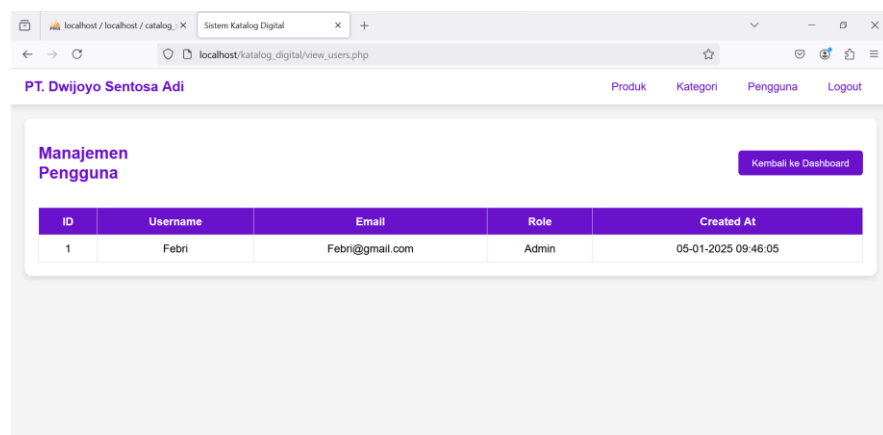 localhost / localhost / catalog_s
Sistem Katalog Digital
localhost/katalog_digital/view_users.php
PT. Dwijoyo Sentosa Adi
Produk Kategori Pengguna Logout
Manajemen
Pengguna
Kembali ke Dashboard
ID Username Email Role Created At
1 Febri Febri@gmail.com Admin 05-01-2025 09:46:05